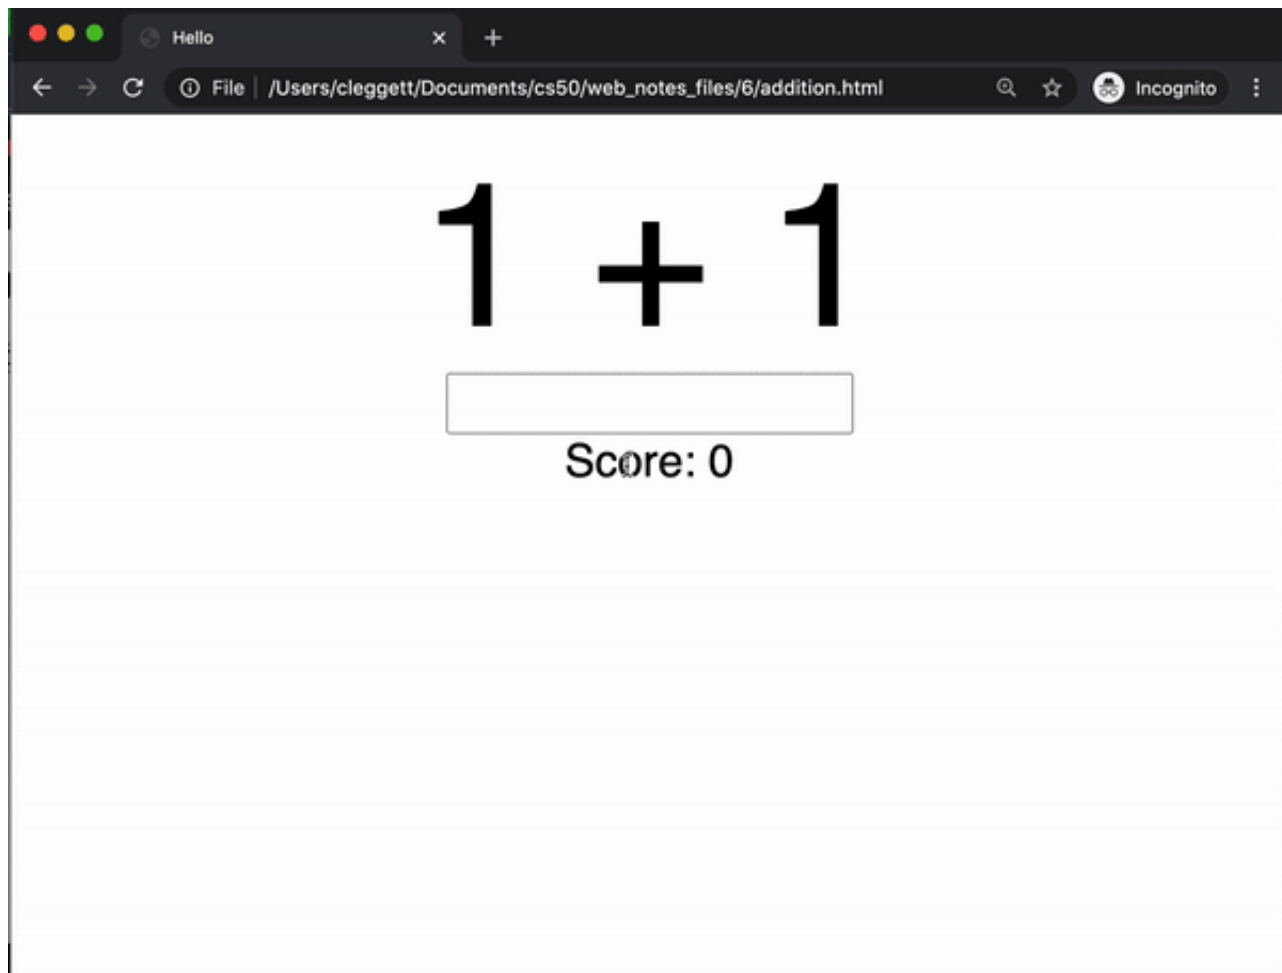 Hello
File /Users/cleggett/Documents/cs50/web_notes_files/6/addition.html Incognito
1 + 1
Score: 0